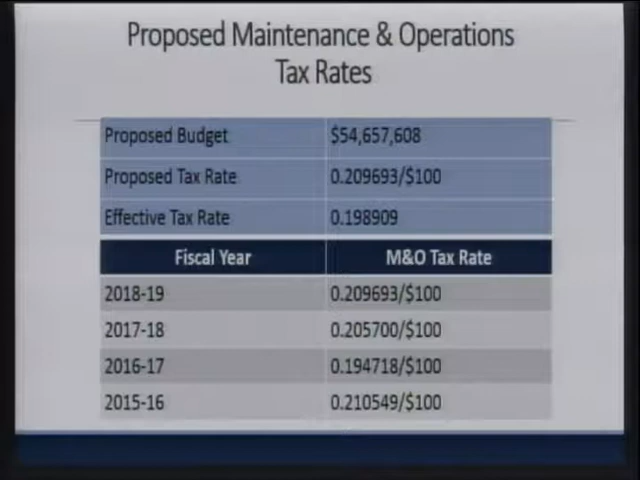 Proposed Maintenance & Operations
Tax Rates
Proposed Budget $54,657,608
Proposed Tax Rate 0.209693/$100
Effective Tax Rate 0.198909
Fiscal Year M&O Tax Rate
2018-19 0.209693/$100
2017-18 0.205700/$100
2016-17 0.194718/$100
2015-16 0.210549/$100